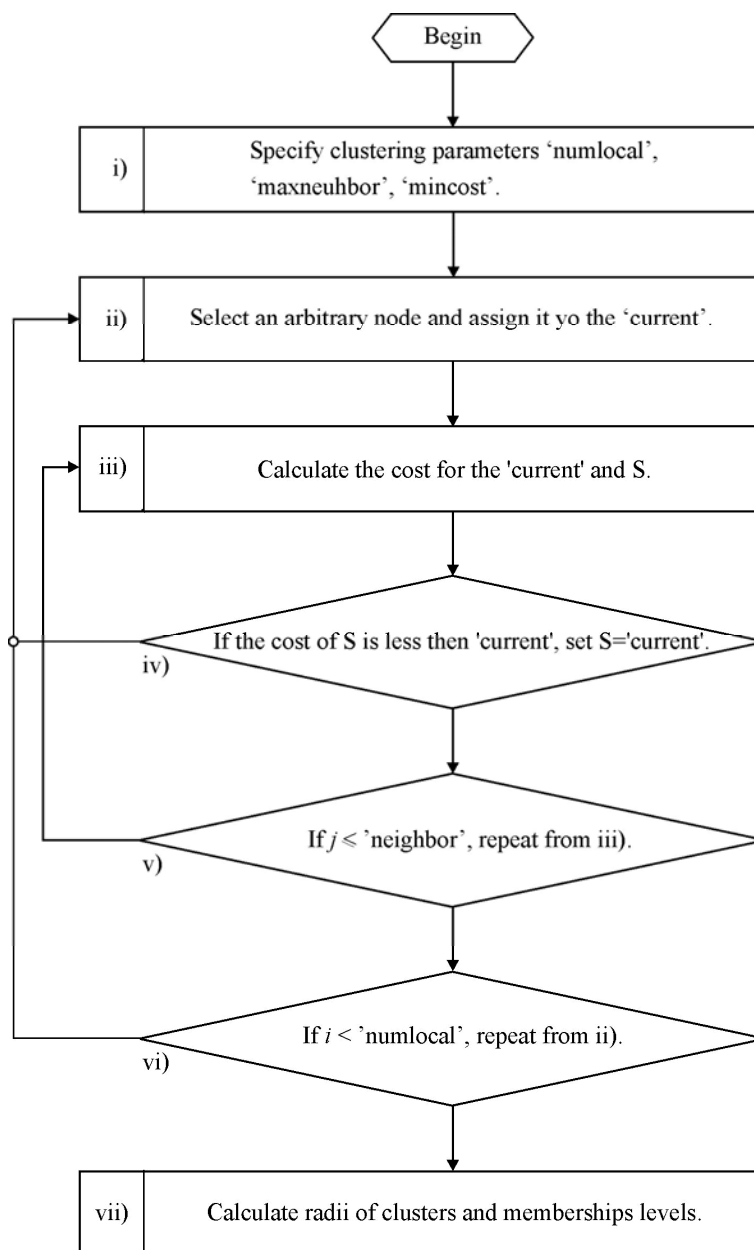 Begin
i)
Specify clustering parameters ‘numlocal’,
‘maxneuhbor’, ‘mincost’.
ii)
Select an arbitrary node and assign it yo the ‘current’.
iii)
Calculate the cost for the 'current' and S.
If the cost of S is less then 'current', set S='current'.
iv)
If j < ’neighbor’, repeat from iii).
v)
If i < ’numlocal’, repeat from ii).
vi)
vii)
Calculate radii of clusters and memberships levels.